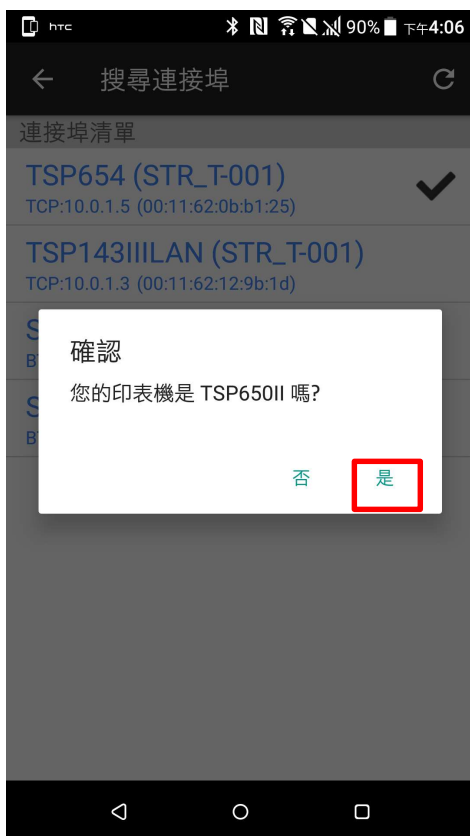 hTC 90% 下午4:06
搜尋連接埠
連接埠清單
TSP654 (STR_T-001)
TCP:10.0.1.5 (00:11:62:0b:b1:25)
TSP143IIILAN (STR_T-001)
TCP:10.0.1.3 (00:11:62:12:9b:1d)
確認
您的印表機是 TSP650II 嗎?
否 是